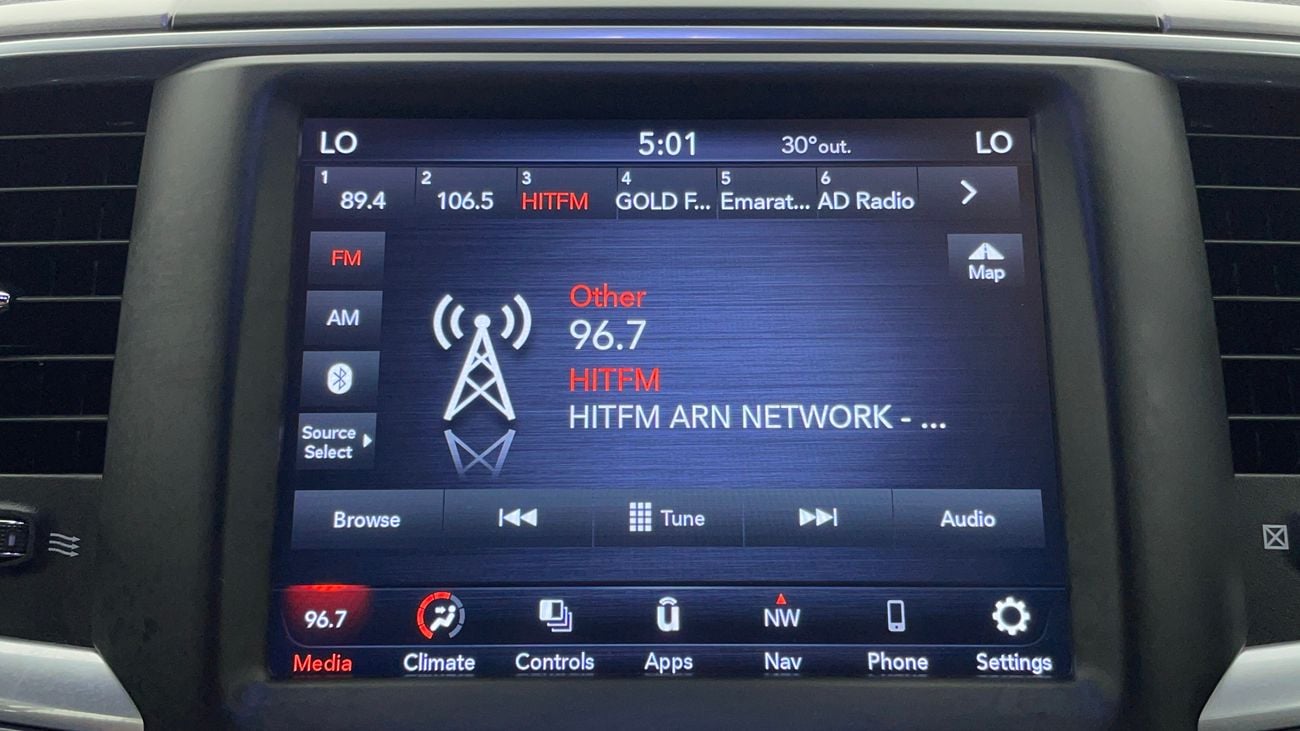 LO 5:01 30°out. LO
1 2 3 4 5 6
89.4 106.5 HITFM GOLD F... Emarat... AD Radio
FM
Map
Other
AM
96.7
HITFM
HITFM ARN NETWORK - ...
Source
Select
Browse Tune Audio
96.7 NW
Media Climate Controls Apps Nav Phone Settings